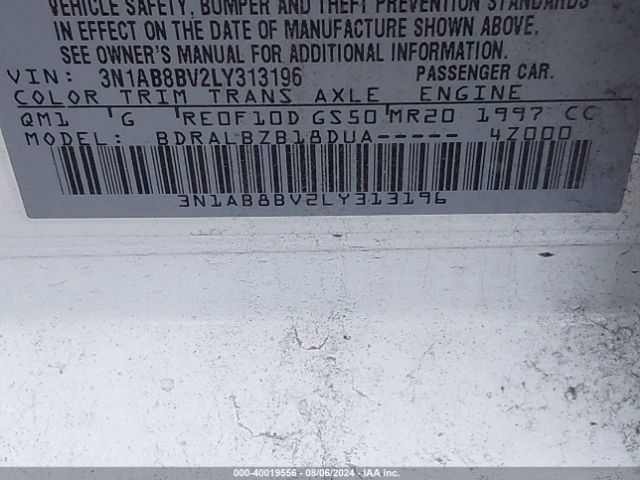 VEHICLE SAFETY, BUMPER AND THEFT PREVENTION STANDARDS
IN EFFECT ON THE DATE OF MANUFACTURE SHOWN ABOVE.
SEE OWNER'S MANUAL FOR ADDITIONAL INFORMATION.
VIN: 3N1AB8BV2LY313196 PASSENGER CAR.
COLOR TRIM TRANS AXLE ENGINE
QM1 'G RE0F10D GS50 MR20 1997 CC
MODEL: BDRALBZB18DUA----- 4Z000
3N1AB8BV2LY313196
000-40019556 - 08/06/2024 - IAA Inc.